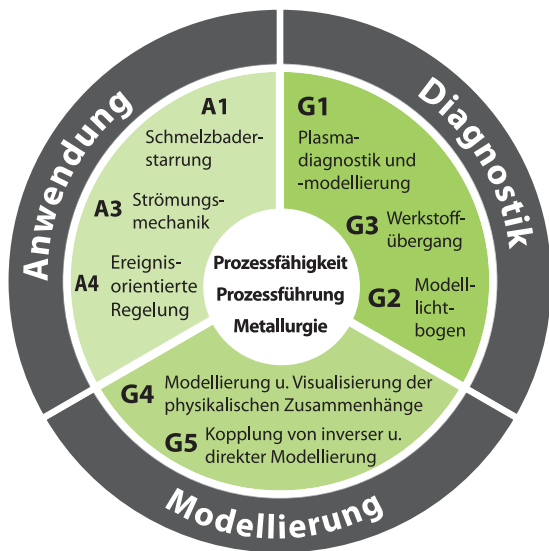 Anwendung
A1
Schmelzbader-
starrung
A3 Strömungs-
mechanik
A4 Ereignis-
orientierte
Regelung
Diagnostik
G1
Plasma-
diagnostik und
-modellierung
G3 Werkstoff-
übergang
G2 Modell-
licht-
bogen
Prozessfähigkeit
Prozessführung
Metallurgie
G4 Modellierung u. Visualisierung der
physikalischen Zusammenhänge
G5 Kopplung von inverser u.
direkter Modellierung
Modellierung